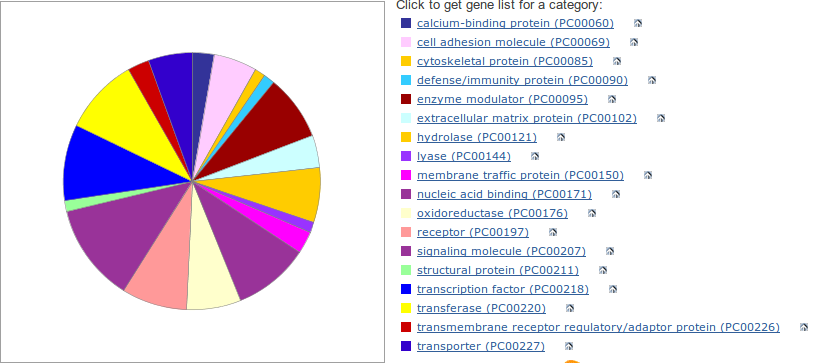 Click to get gene list for a category:
calcium-binding protein (PC00060)
cell adhesion molecule (PC00069)
cytoskeletal protein (PC00085)
defense/immunity protein (PC00090)
enzyme modulator (PC00095)
extracellular matrix protein (PC00102)
hydrolase (PC00121)
lyase (PC00144)
membrane traffic protein (PC00150)
nucleic acid binding (PC00171)
oxidoreductase (PC00176)
receptor (PC00197)
signaling molecule (PC00207)
structural protein (PC00211)
transcription factor (PC00218)
transferase (PC00220)
transmembrane receptor regulatory/adaptor protein (PC00226)
transporter (PC00227)